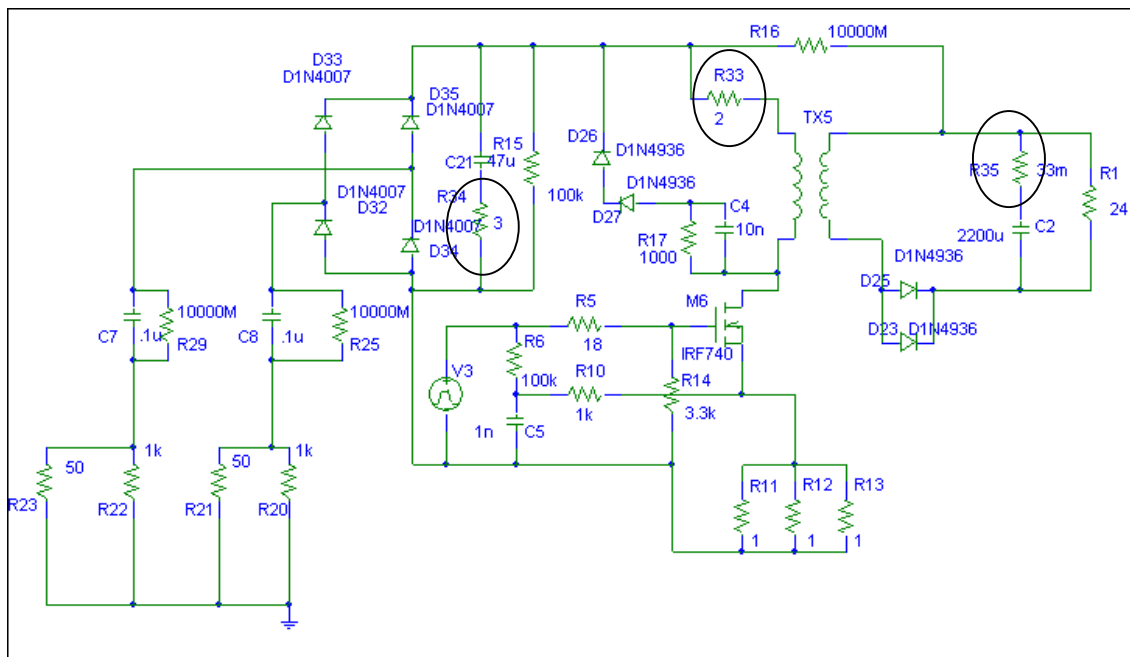 R16 10000M
D33
D1N4007
D35
D1N4007
R33
2
TX5
D26
D1N4936
R15
100k
C21
47u
R34
3
D1N4936
D27
R17
1000
C4
10n
R35
33m
R1
24
C2
2200u
D1N4007
D32
D1N4007
D34
D1N4936
D25
D23
D1N4936
M6
IRF740
R5
18
R6
100k
R10
1k
R14
3.3k
V3
1n
C5
C7
.1u
10000M
R29
C8
.1u
10000M
R25
50
R23
1k
R22
50
R21
1k
R20
R11
1
R12
1
R13
1